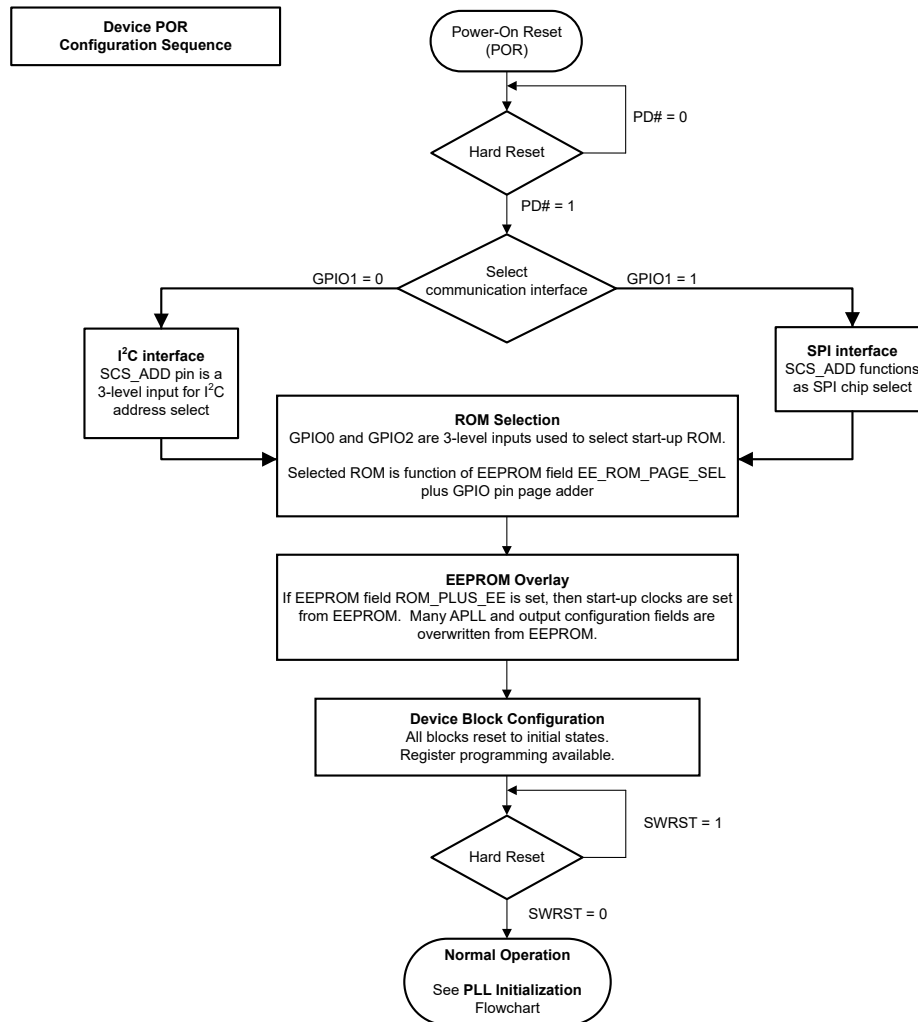 Device POR
Configuration Sequence
Power-On Reset
(POR)
PD# = 0
Hard Reset
PD# = 1
Select
communication interface
GPIO1 = 0
GPIO1 = 1
I²C interface
SCS_ADD pin is a
3-level input for I²C
address select
SPI interface
SCS_ADD functions
as SPI chip select
ROM Selection
GPIO0 and GPIO2 are 3-level inputs used to select start-up ROM.
Selected ROM is function of EEPROM field EE_ROM_PAGE_SEL
plus GPIO pin page adder
EEPROM Overlay
If EEPROM field ROM_PLUS_EE is set, then start-up clocks are set
from EEPROM. Many APLL and output configuration fields are
overwritten from EEPROM.
Device Block Configuration
All blocks reset to initial states.
Register programming available.
SWRST = 1
Hard Reset
SWRST = 0
Normal Operation
See PLL Initialization
Flowchart